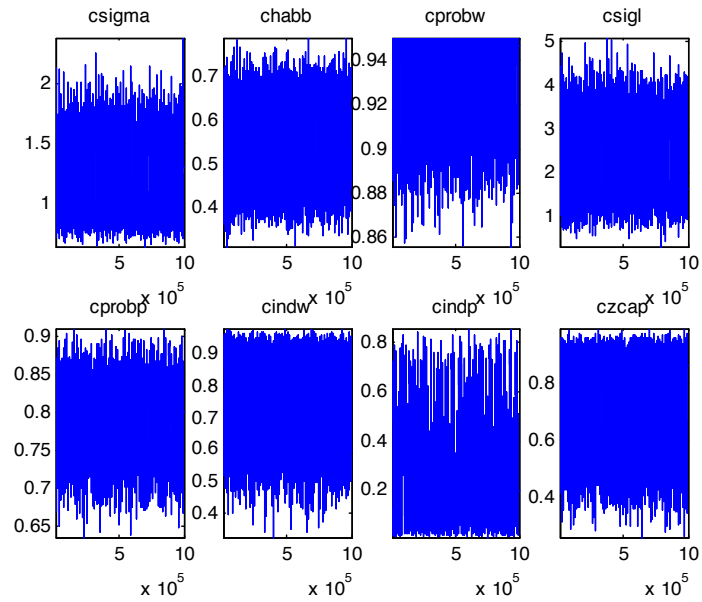 csigma chabb cprobw csigl
2 1.5 1
0.7 0.6 0.5 0.4
0.94 0.92 0.9 0.88 0.86
5 4 3 2 1
5 10 5 10 5 10 5 10
x 10^5 x 10^5 x 10^5 x 10^5
cprobp cindw cindp czcap
0.9 0.85 0.8 0.75 0.7 0.65
0.9 0.8 0.7 0.6 0.5 0.4
0.8 0.6 0.4 0.2
0.8 0.6 0.4
5 10 5 10 5 10 5 10
x 10^5 x 10^5 x 10^5 x 10^5